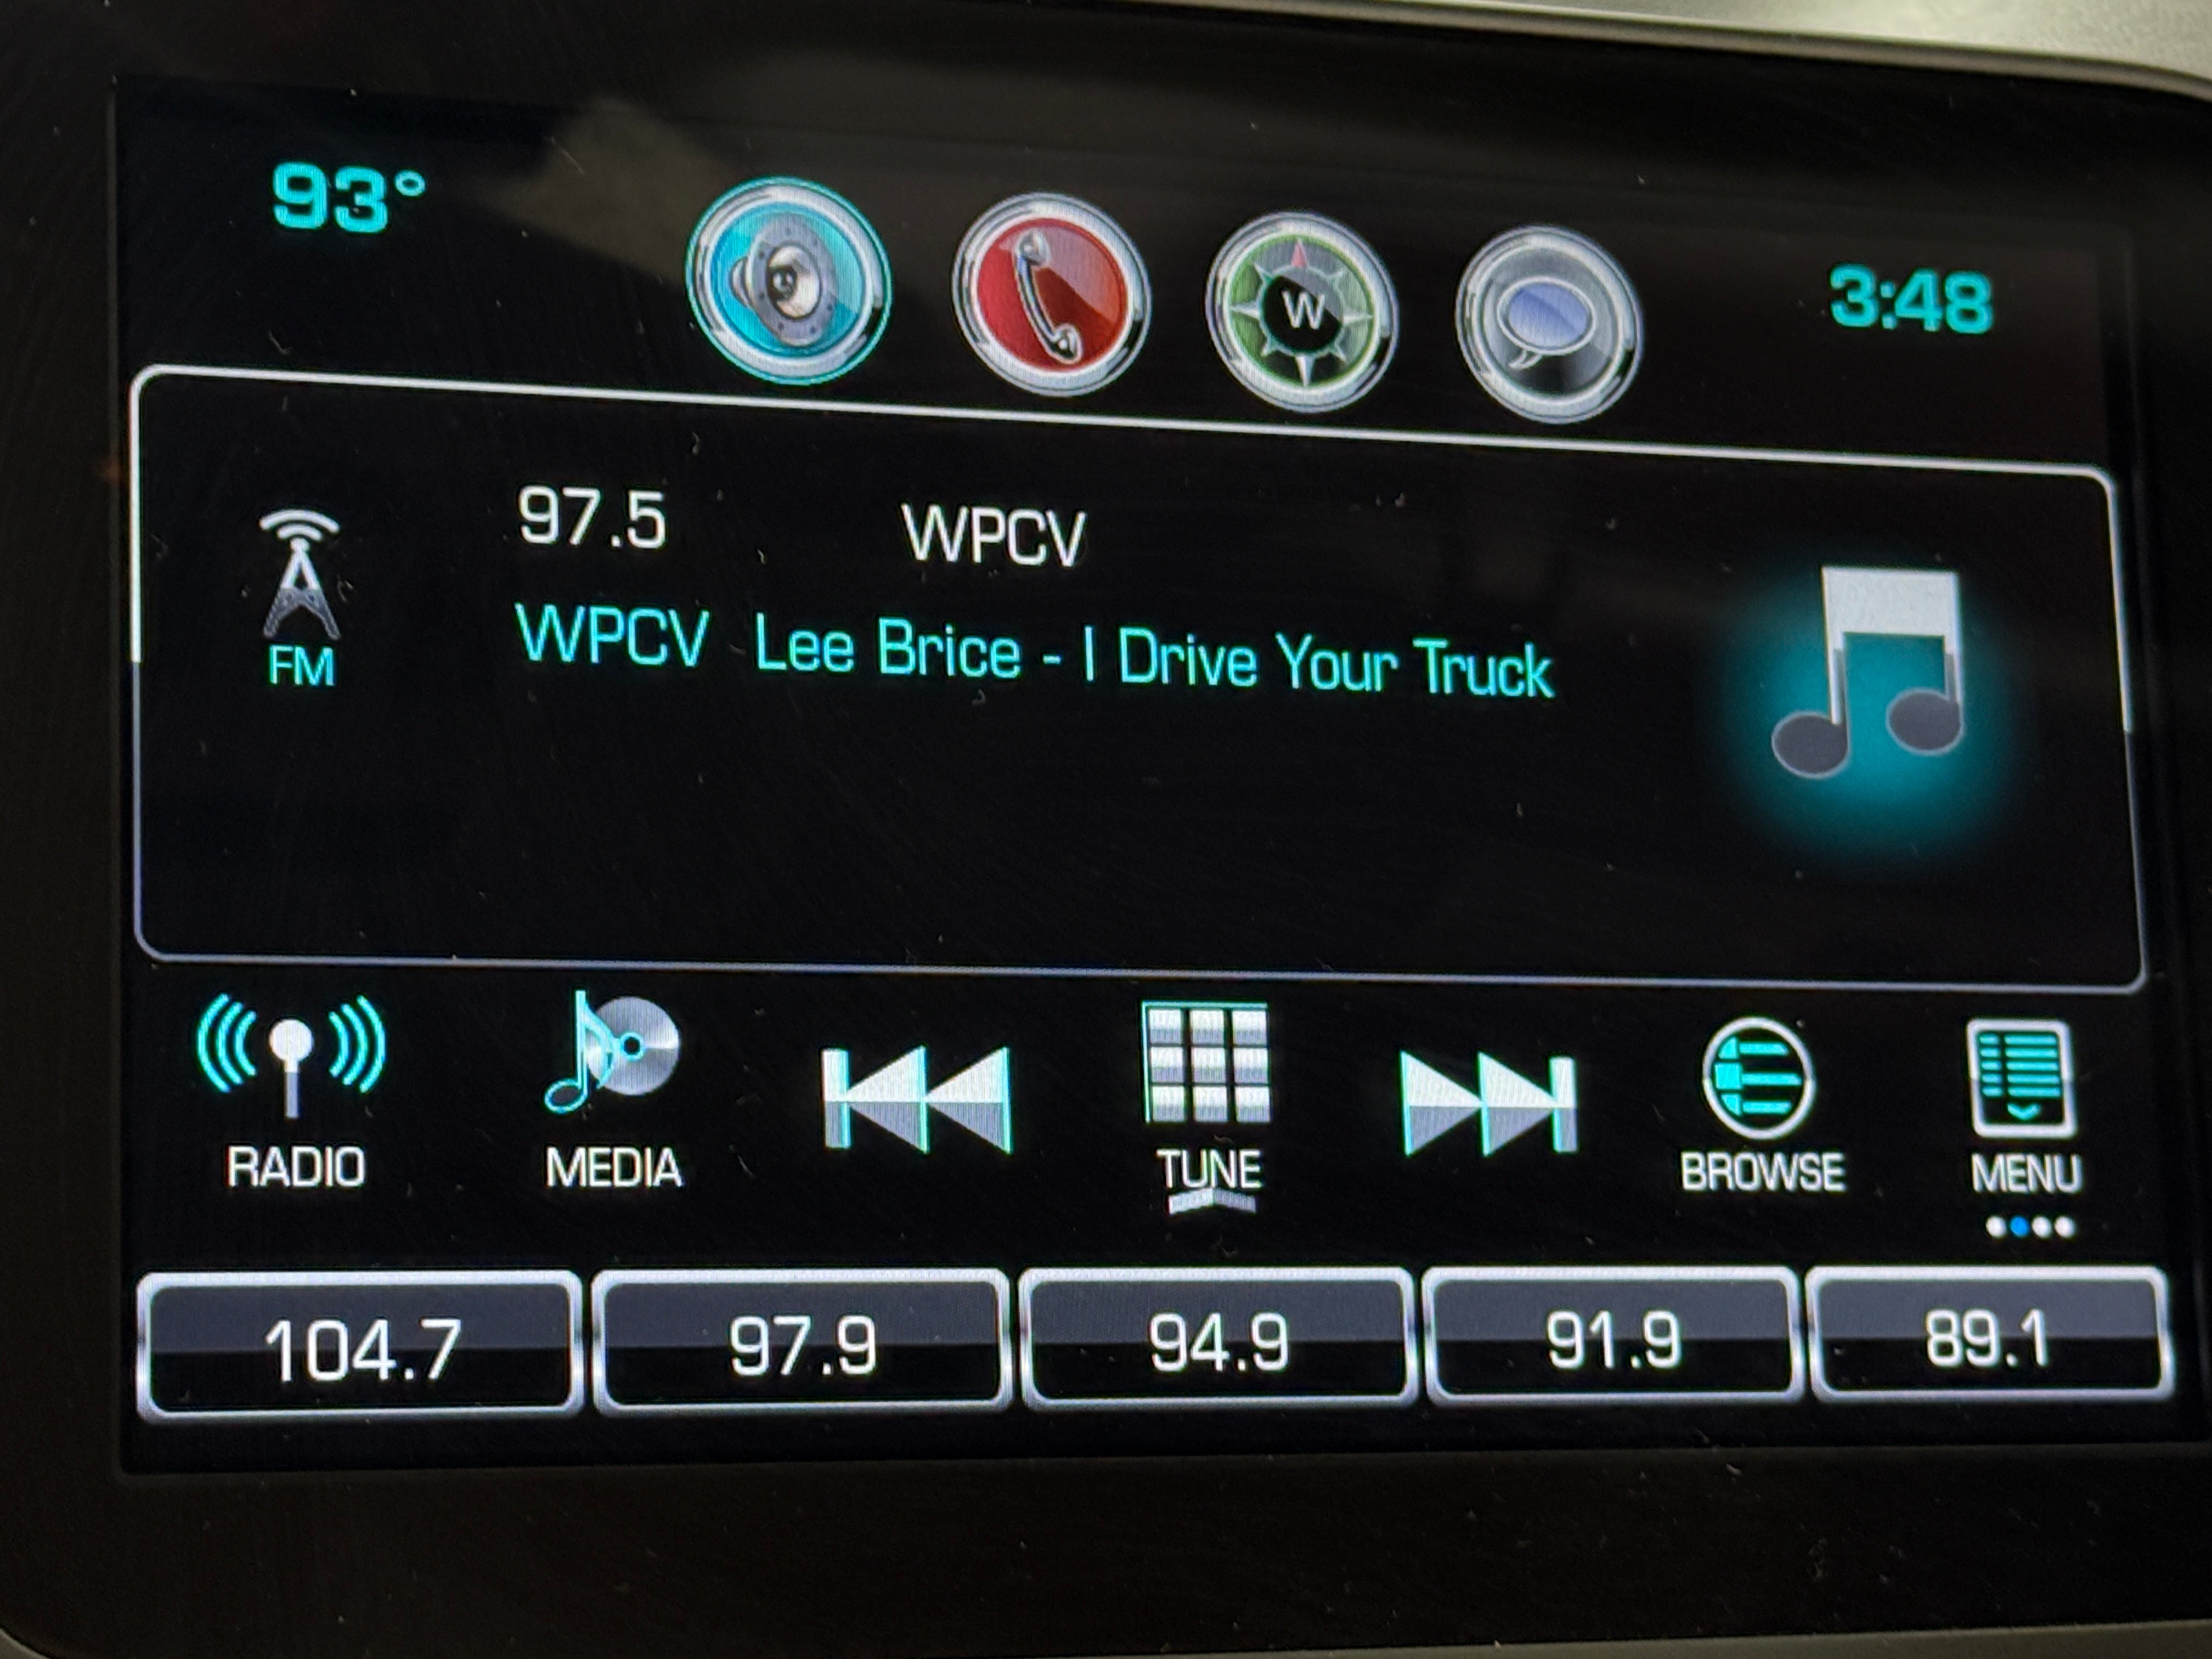 93°
W
3:48
97.5 WPCV
FM
WPCV Lee Brice - I Drive Your Truck
RADIO
MEDIA
TUNE
BROWSE
MENU
104.7
97.9
94.9
91.9
89.1